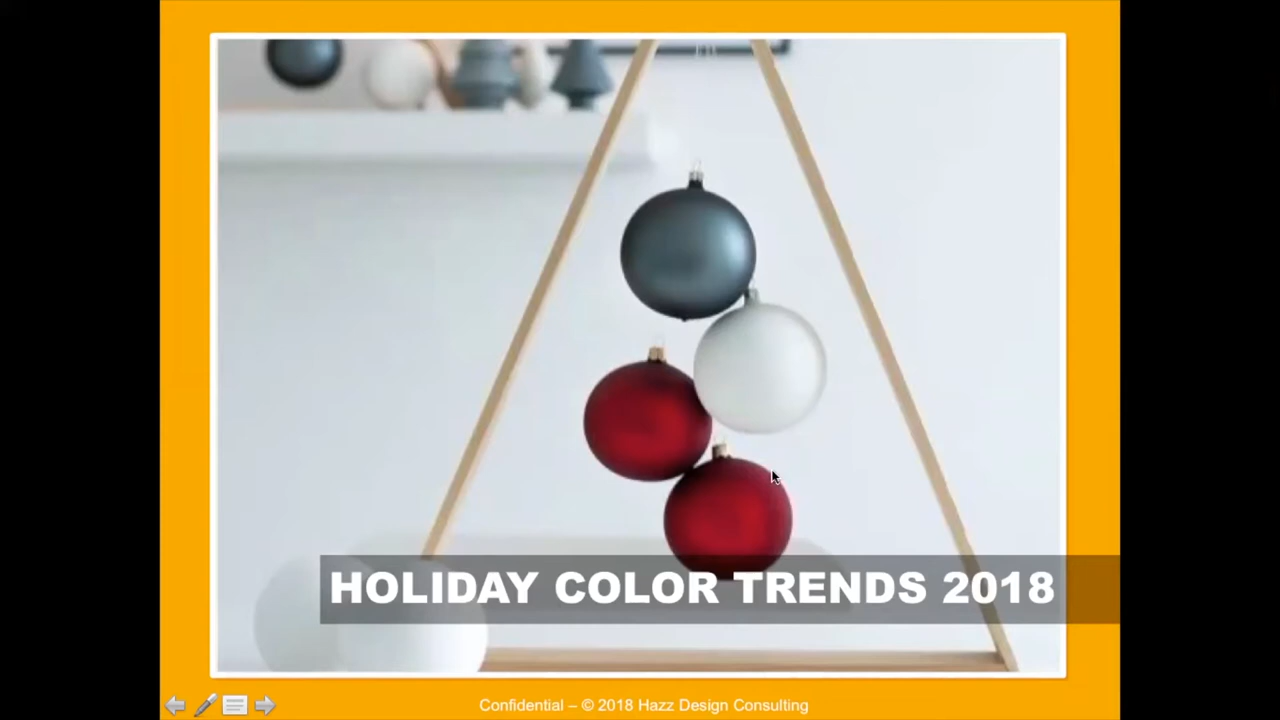 HOLIDAY COLOR TRENDS 2018
Confidential – © 2018 Hazz Design Consulting